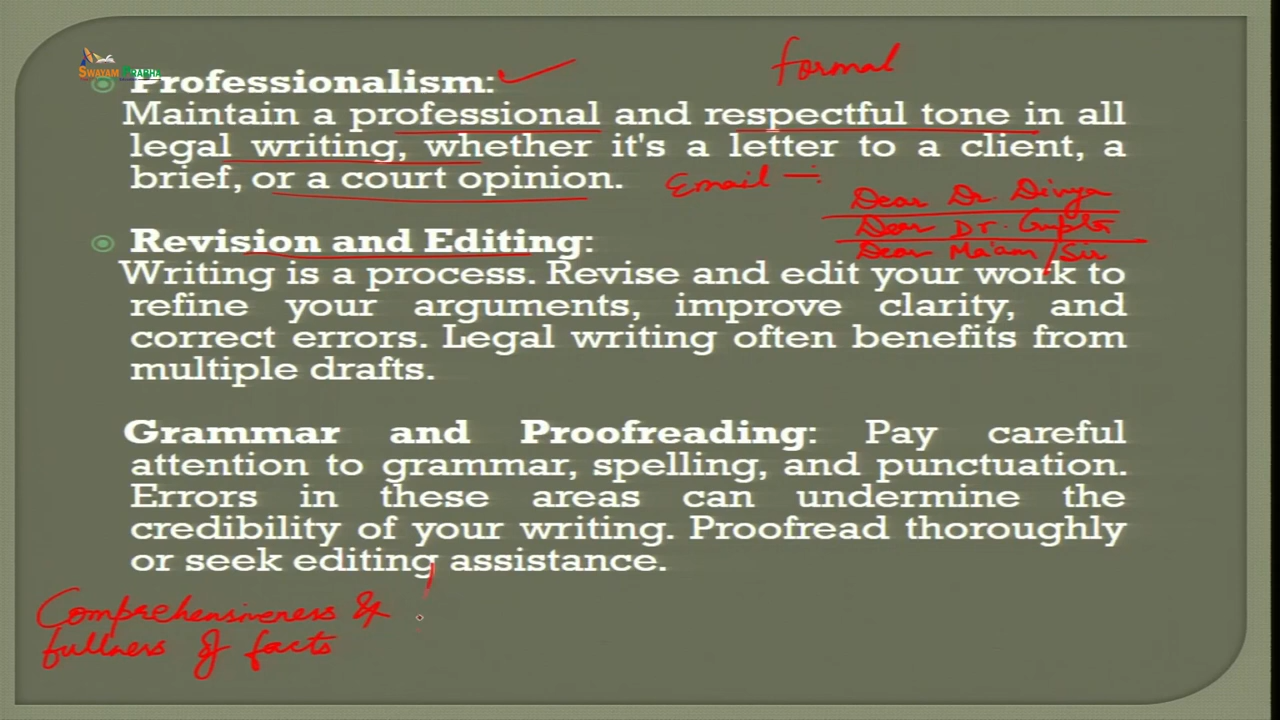 SWAYAM PRABHA
Professionalism:
formal
Maintain a professional and respectful tone in all
legal writing, whether it's a letter to a client, a
brief, or a court opinion.
Email -:
Dear Dr. Divya
Dear Dr. Gupta
Dear Ma'am/Sir
Revision and Editing:
Writing is a process. Revise and edit your work to
refine your arguments, improve clarity, and
correct errors. Legal writing often benefits from
multiple drafts.
Grammar and Proofreading: Pay careful
attention to grammar, spelling, and punctuation.
Errors in these areas can undermine the
credibility of your writing. Proofread thoroughly
or seek editing assistance.
Comprehensiveness &
fullness of facts